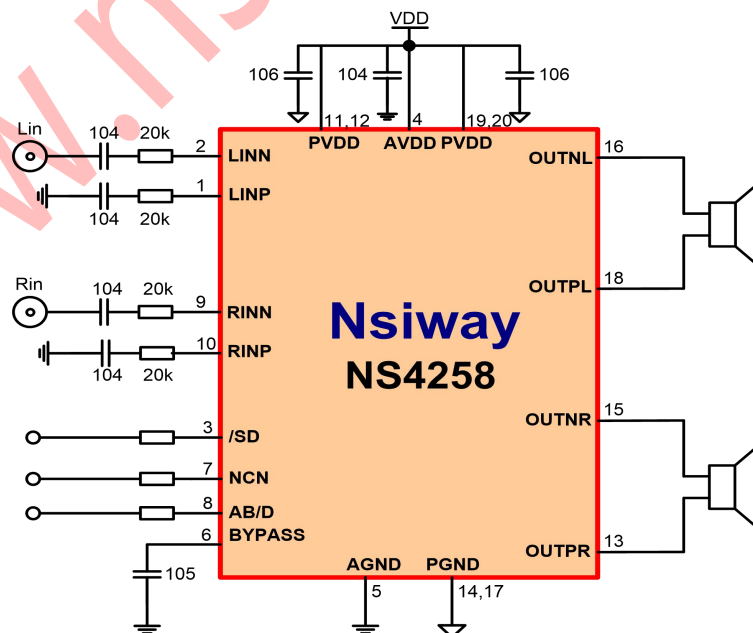 w.ns
VDD
106
104
106
11,12
4
19,20
PVDD
AVDD
PVDD
Lin
104
20k
2
LINN
1
LINP
104
20k
Rin
104
20k
9
RINN
10
RINP
104
20k
3
/SD
7
NCN
8
AB/D
6
BYPASS
105
Nsiway
NS4258
OUTNL
16
OUTPL
18
OUTNR
15
OUTPR
13
AGND
PGND
5
14,17